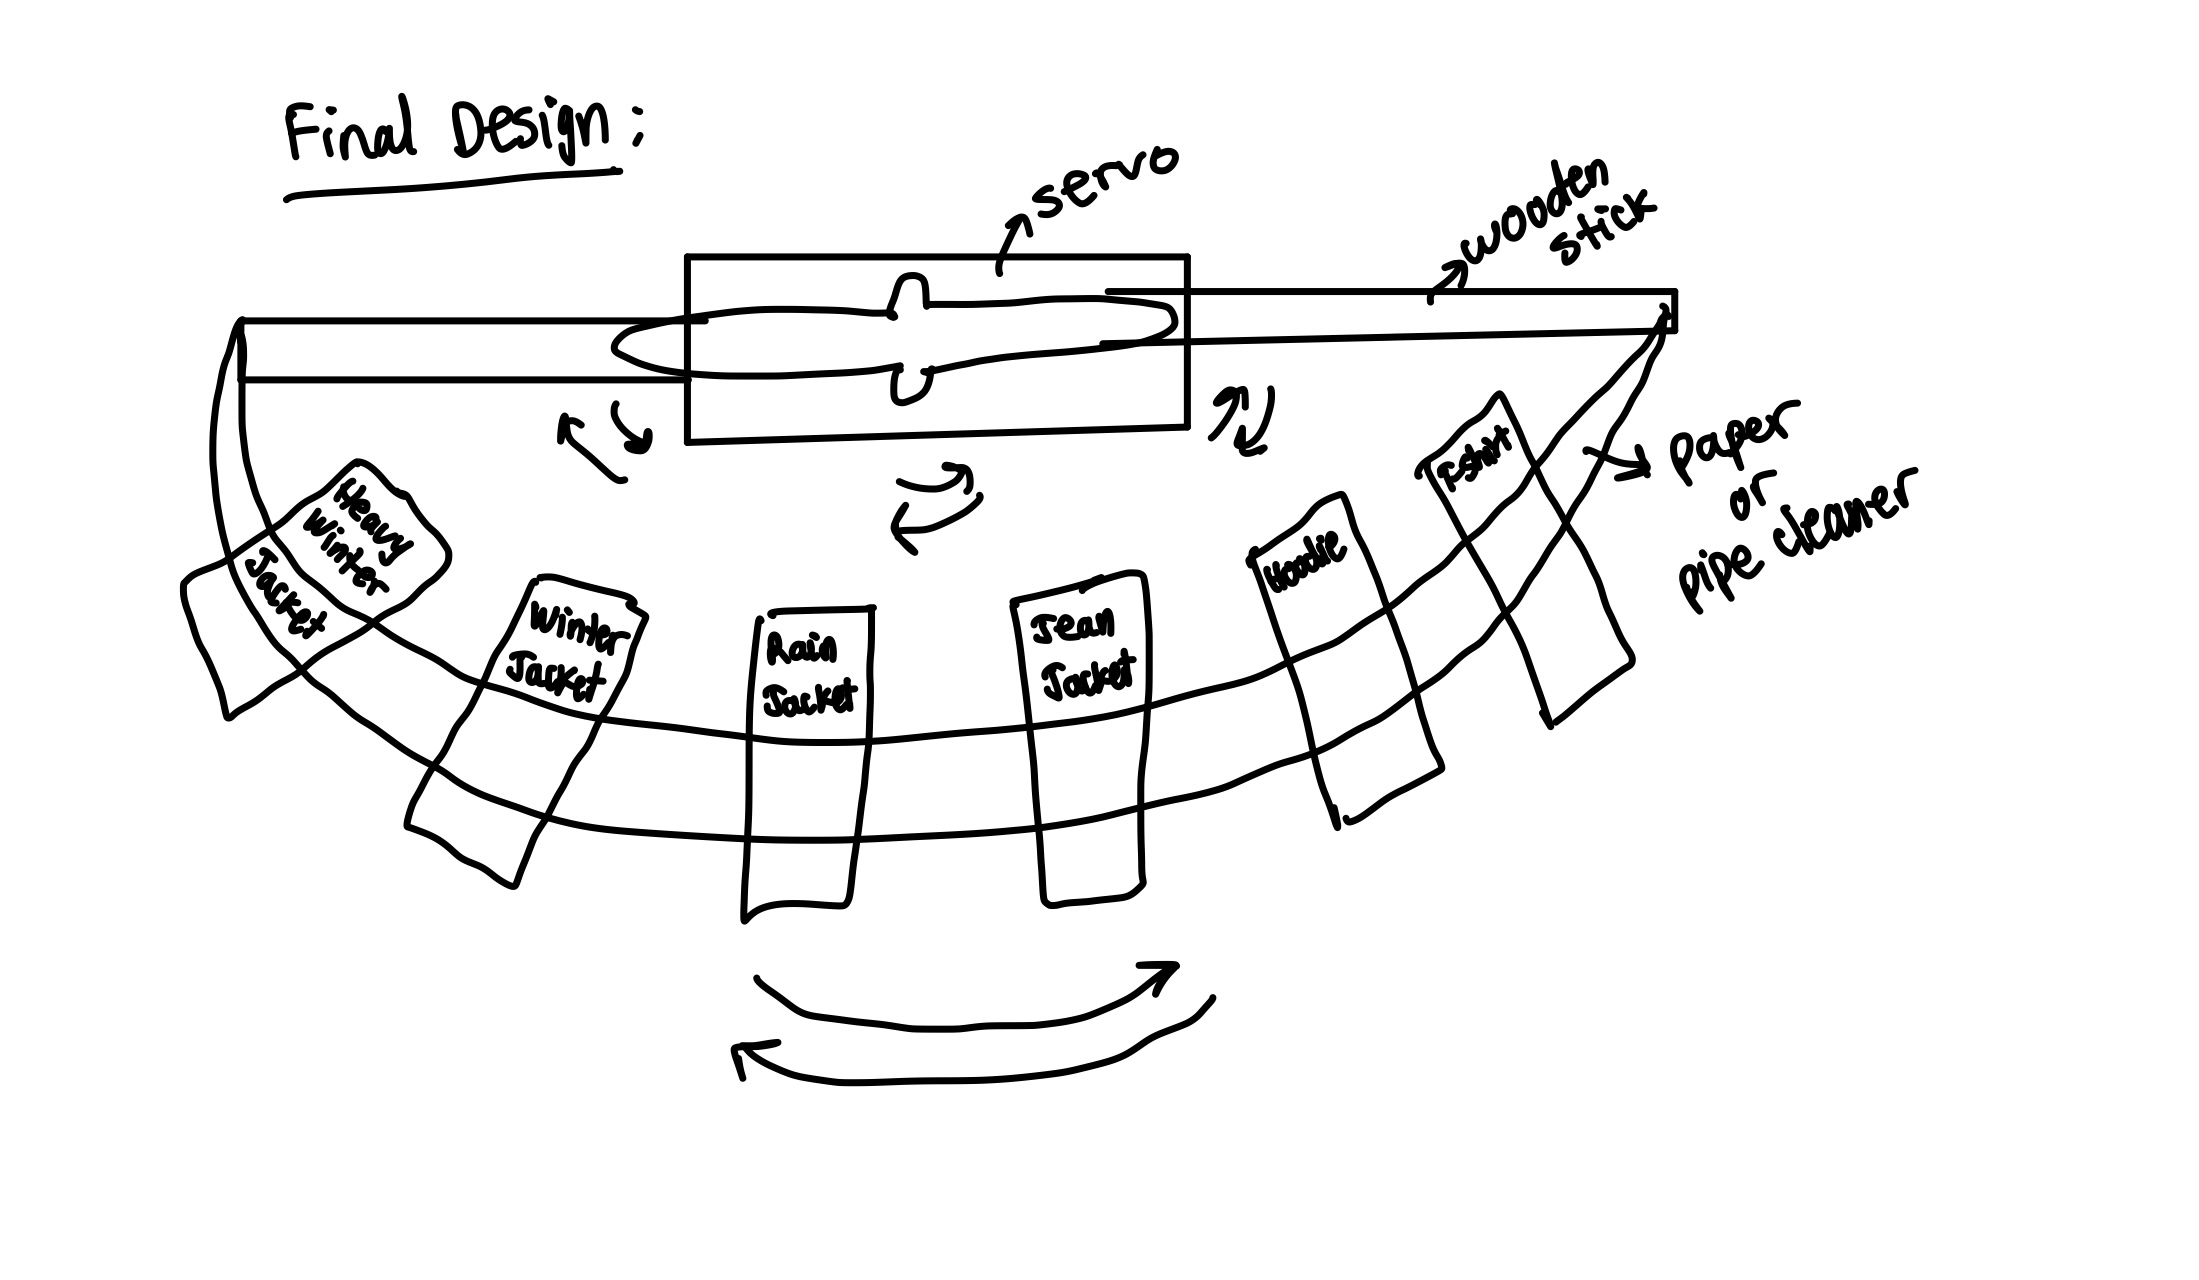 Final Design:
servo
wooden
stick
Heavy
Winter
Jacket
Winter
Jacket
Rain
Jacket
Jean
Jacket
Hoodie
Tshirt
paper
or
pipe cleaner